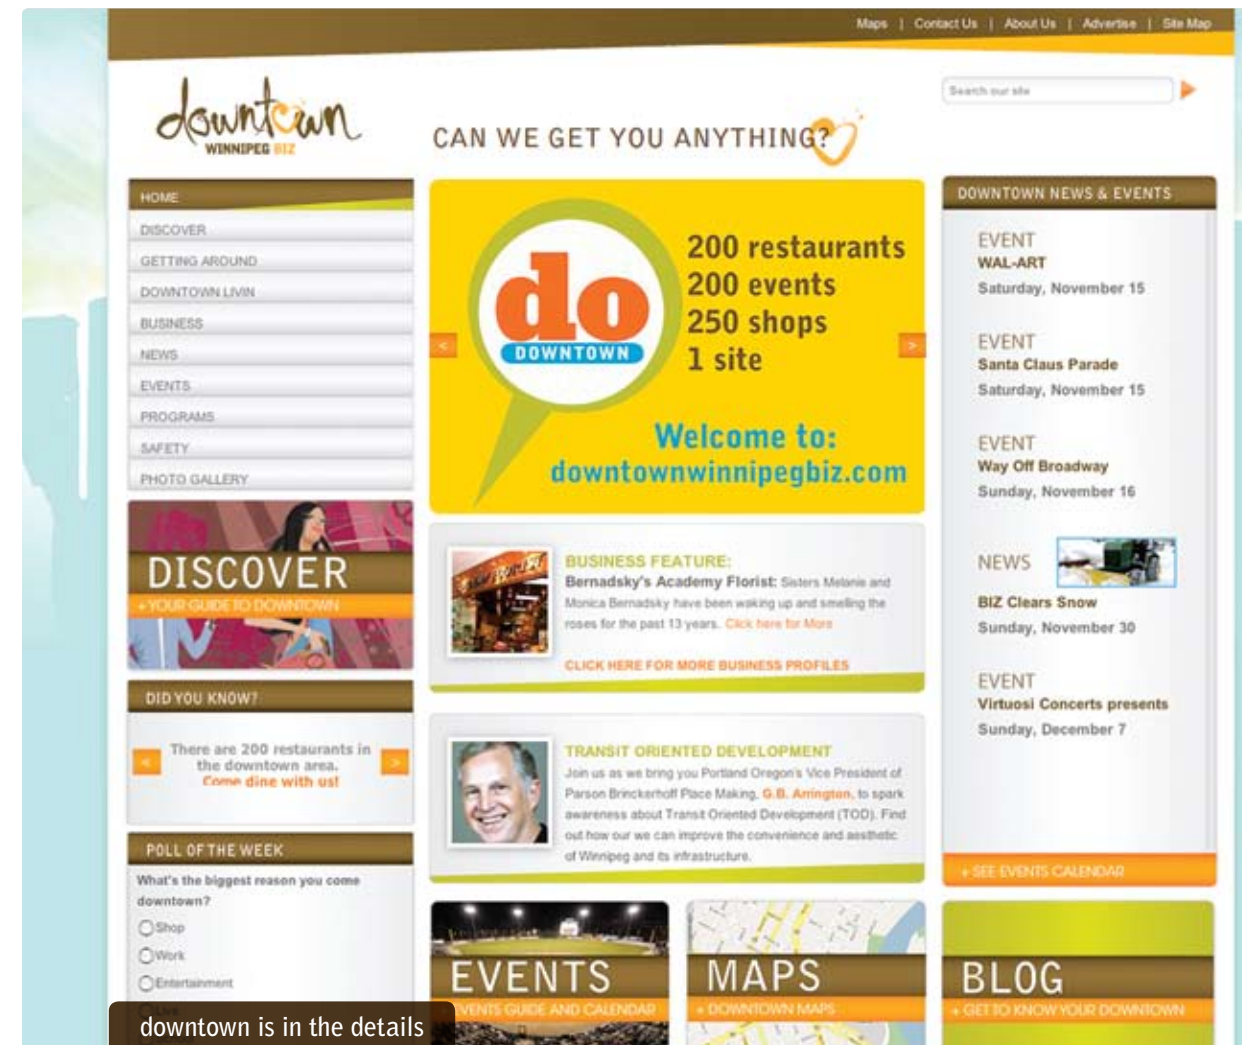 Maps | Contact Us | About Us | Advertise | Site Map
Search our site
downtown
WINNIPEG BIZ
CAN WE GET YOU ANYTHING?
HOME
DISCOVER
GETTING AROUND
DOWNTOWN LIVIN
BUSINESS
NEWS
EVENTS
PROGRAMS
SAFETY
PHOTO GALLERY
DISCOVER
+ YOUR GUIDE TO DOWNTOWN
DID YOU KNOW?
<
There are 200 restaurants in
the downtown area.
Come dine with us!
>
POLL OF THE WEEK
What's the biggest reason you come
downtown?
Shop
Work
Entertainment
Live
downtown is in the details
<
do
DOWNTOWN
200 restaurants
200 events
250 shops
1 site
>
Welcome to:
downtownwinnipegbiz.com
BUSINESS FEATURE:
Bernadsky's Academy Florist: Sisters Melanie and
Monica Bernadsky have been waking up and smelling the
roses for the past 13 years. Click here for More
CLICK HERE FOR MORE BUSINESS PROFILES
TRANSIT ORIENTED DEVELOPMENT
Join us as we bring you Portland Oregon's Vice President of
Parson Brinckerhoff Place Making, G.B. Arrington, to spark
awareness about Transit Oriented Development (TOD). Find
out how our we can improve the convenience and aesthetic
of Winnipeg and its infrastructure.
EVENTS
EVENTS GUIDE AND CALENDAR
MAPS
+ DOWNTOWN MAPS
DOWNTOWN NEWS & EVENTS
EVENT
WAL-ART
Saturday, November 15
EVENT
Santa Claus Parade
Saturday, November 15
EVENT
Way Off Broadway
Sunday, November 16
NEWS
BIZ Clears Snow
Sunday, November 30
EVENT
Virtuosi Concerts presents
Sunday, December 7
+ SEE EVENTS CALENDAR
BLOG
+ GET TO KNOW YOUR DOWNTOWN